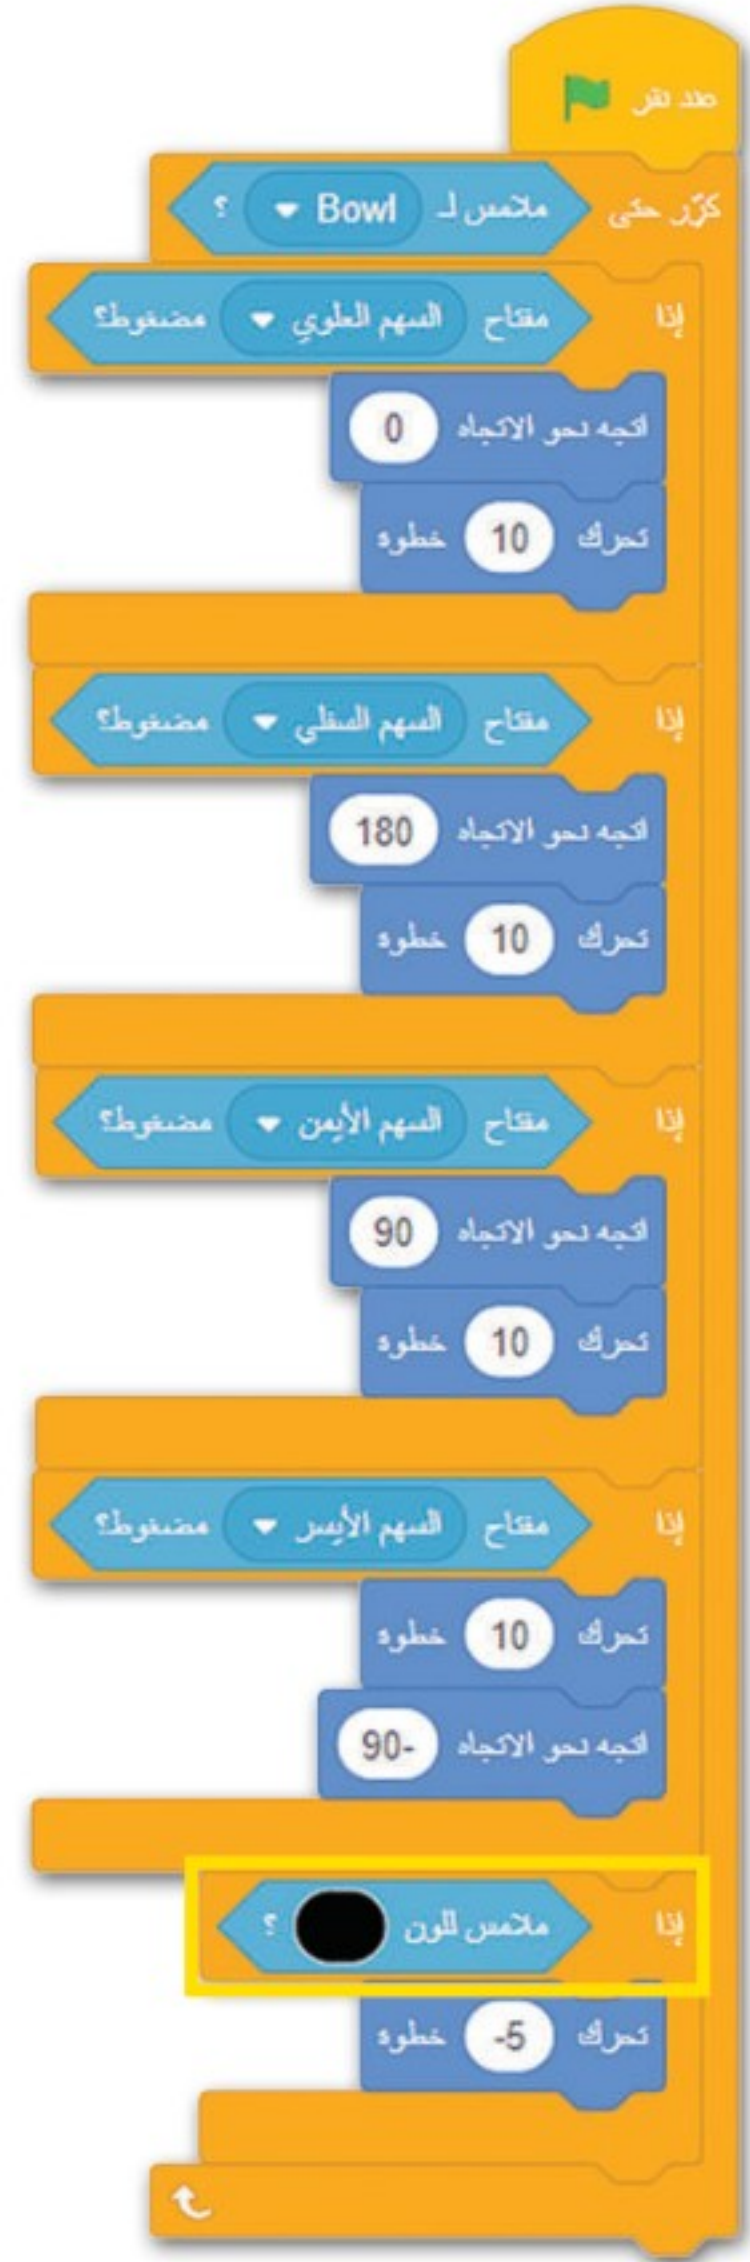 عند نقر
كرّر حتى ملامس لـ Bowl ؟
إذا مفتاح السهم العلوي مضغوط؟
اتجه نحو الاتجاه 0
تحرك 10 خطوة
إذا مفتاح السهم السفلي مضغوط؟
اتجه نحو الاتجاه 180
تحرك 10 خطوة
إذا مفتاح السهم الأيمن مضغوط؟
اتجه نحو الاتجاه 90
تحرك 10 خطوة
إذا مفتاح السهم الأيسر مضغوط؟
تحرك 10 خطوة
اتجه نحو الاتجاه 90-
إذا ملامس للون ؟
تحرك -5 خطوة